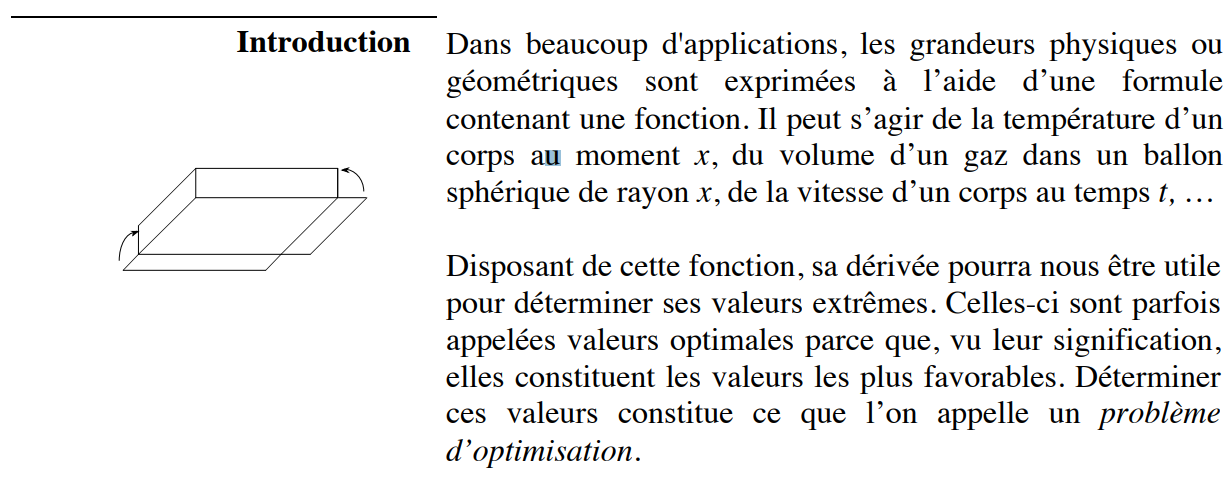 Introduction
Dans beaucoup d'applications, les grandeurs physiques ou
géométriques sont exprimées à l’aide d’une formule
contenant une fonction. Il peut s’agir de la température d’un
corps au moment x, du volume d’un gaz dans un ballon
sphérique de rayon x, de la vitesse d’un corps au temps t, …
Disposant de cette fonction, sa dérivée pourra nous être utile
pour déterminer ses valeurs extrêmes. Celles-ci sont parfois
appelées valeurs optimales parce que, vu leur signification,
elles constituent les valeurs les plus favorables. Déterminer
ces valeurs constitue ce que l’on appelle un problème
d’optimisation.